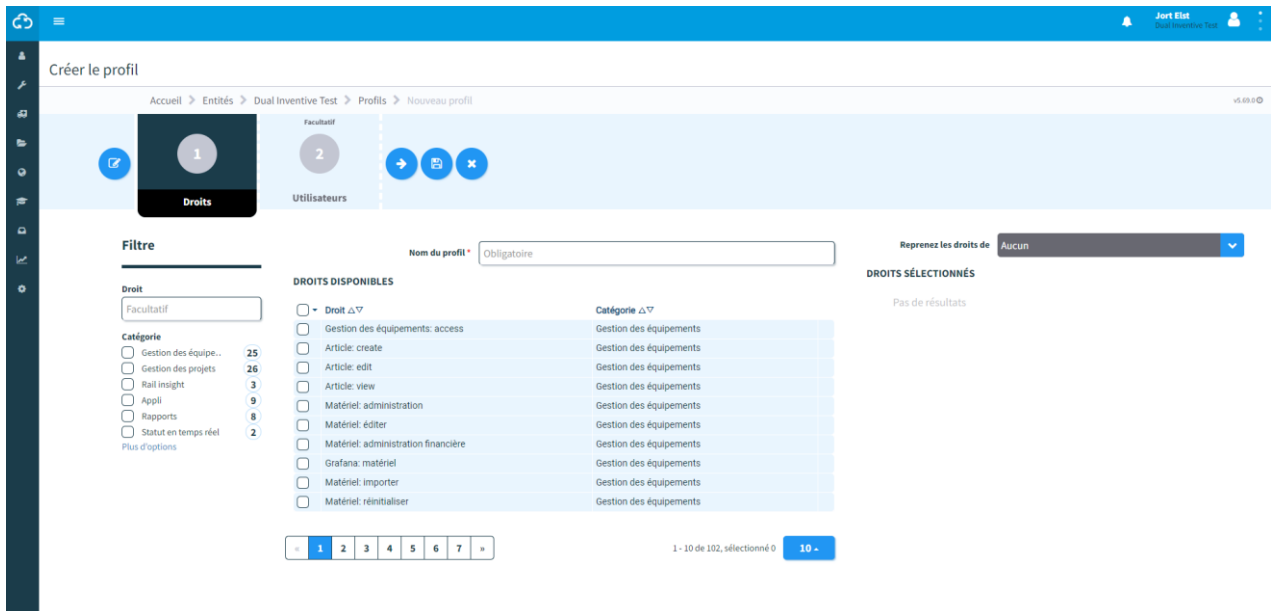 Jort Elst
Dual Inventive Test
Créer le profil
Accueil Entités Dual Inventive Test Profils Nouveau profil
v5.69.0
1
Droits
Facultatif
2
Utilisateurs
Filtre
Droit
Facultatif
Catégorie
Gestion des équipe.. 25
Gestion des projets 26
Rail insight 3
Appli 9
Rapports 8
Statut en temps réel 2
Plus d'options
Nom du profil * Obligatoire
DROITS DISPONIBLES
Droit Catégorie
Gestion des équipements: access Gestion des équipements
Article: create Gestion des équipements
Article: edit Gestion des équipements
Article: view Gestion des équipements
Matériel: administration Gestion des équipements
Matériel: éditer Gestion des équipements
Matériel: administration financière Gestion des équipements
Grafana: matériel Gestion des équipements
Matériel: importer Gestion des équipements
Matériel: réinitialiser Gestion des équipements
« 1 2 3 4 5 6 7 »
1 - 10 de 102, sélectionné 0 10
Reprenez les droits de Aucun
DROITS SÉLECTIONNÉS
Pas de résultats